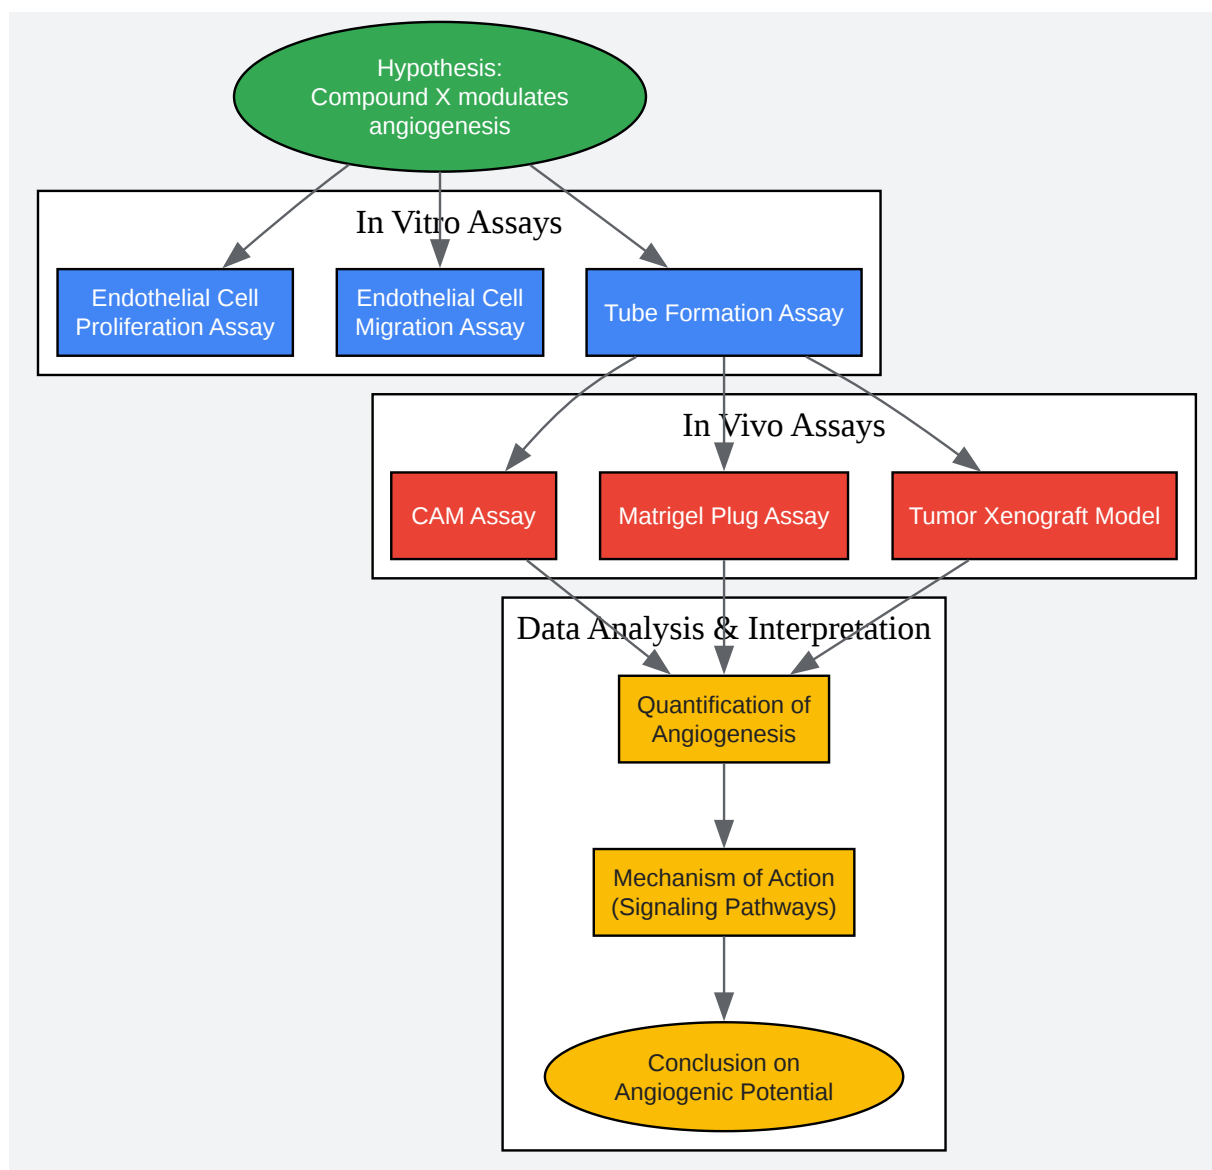 Hypothesis:
Compound X modulates
angiogenesis
In Vitro Assays
Endothelial Cell
Proliferation Assay
Endothelial Cell
Migration Assay
Tube Formation Assay
In Vivo Assays
CAM Assay
Matrigel Plug Assay
Tumor Xenograft Model
Data Analysis & Interpretation
Quantification of
Angiogenesis
Mechanism of Action
(Signaling Pathways)
Conclusion on
Angiogenic Potential